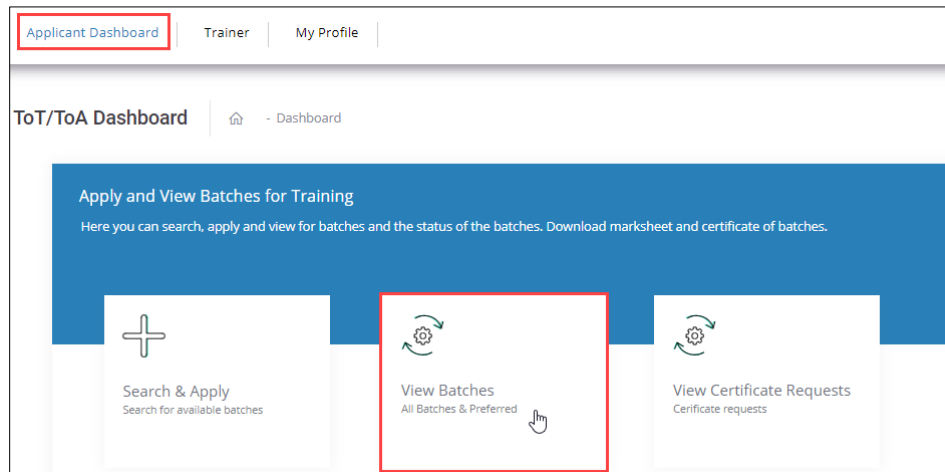 Applicant Dashboard Trainer My Profile
ToT/ToA Dashboard - Dashboard
Apply and View Batches for Training
Here you can search, apply and view for batches and the status of the batches. Download marksheet and certificate of batches.
Search & Apply
Search for available batches
View Batches
All Batches & Preferred
View Certificate Requests
Cerificate requests